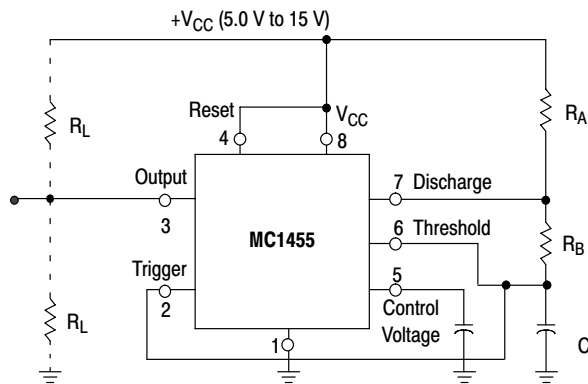 +VCC (5.0 V to 15 V)
Reset
4
VCC
8
RL
RA
Output
3
7 Discharge
6 Threshold
MC1455
RB
Trigger
2
5
Control
Voltage
RL
1
C